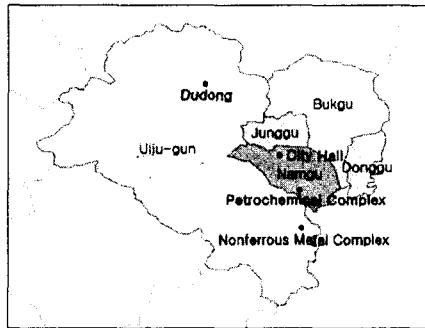 Dudong
Bukgu
Junggu
City Hall
Ulju-gun
Donggu
Namgu
Petrochemical Complex
Nonferrous Metal Complex